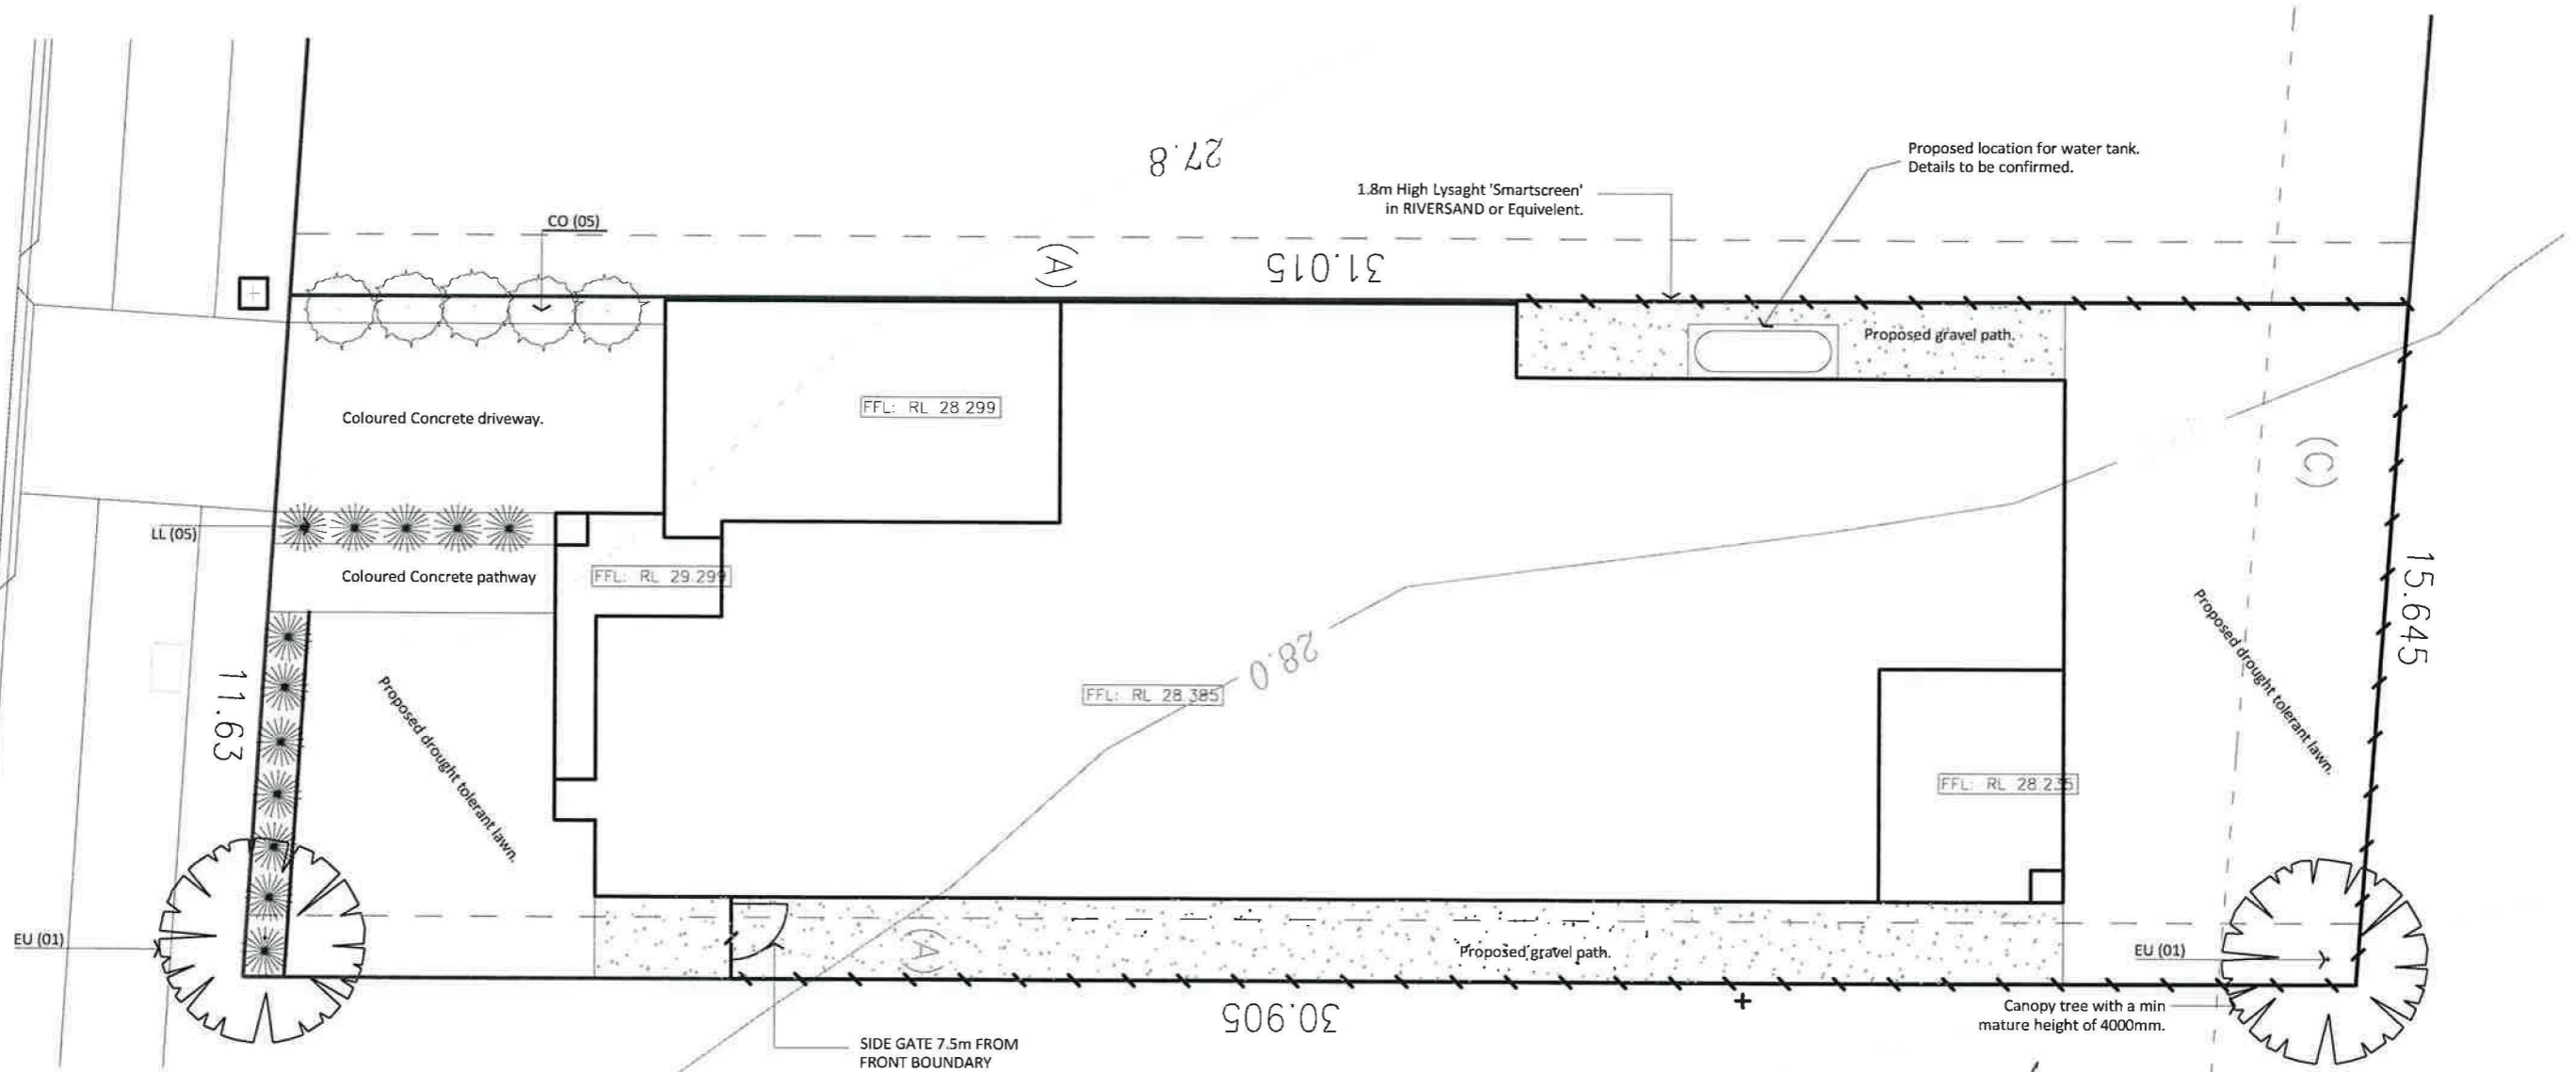 27.8
Proposed location for water tank.
Details to be confirmed.
1.8m High Lysaght 'Smartscreen'
in RIVERSAND or Equivelent.
CO (05)
(A)
31.015
Proposed gravel path.
FFL: RL 28.299
Coloured Concrete driveway.
(C)
LL (05)
Coloured Concrete pathway
FFL: RL 29.299
15.645
Proposed drought tolerant lawn.
28.0
FFL: RL 28.385
11.63
Proposed drought tolerant lawn.
FFL: RL 28.235
EU (01)
(A)
Proposed gravel path.
EU (01)
Canopy tree with a min
mature height of 4000mm.
30.905
SIDE GATE 7.5m FROM
FRONT BOUNDARY